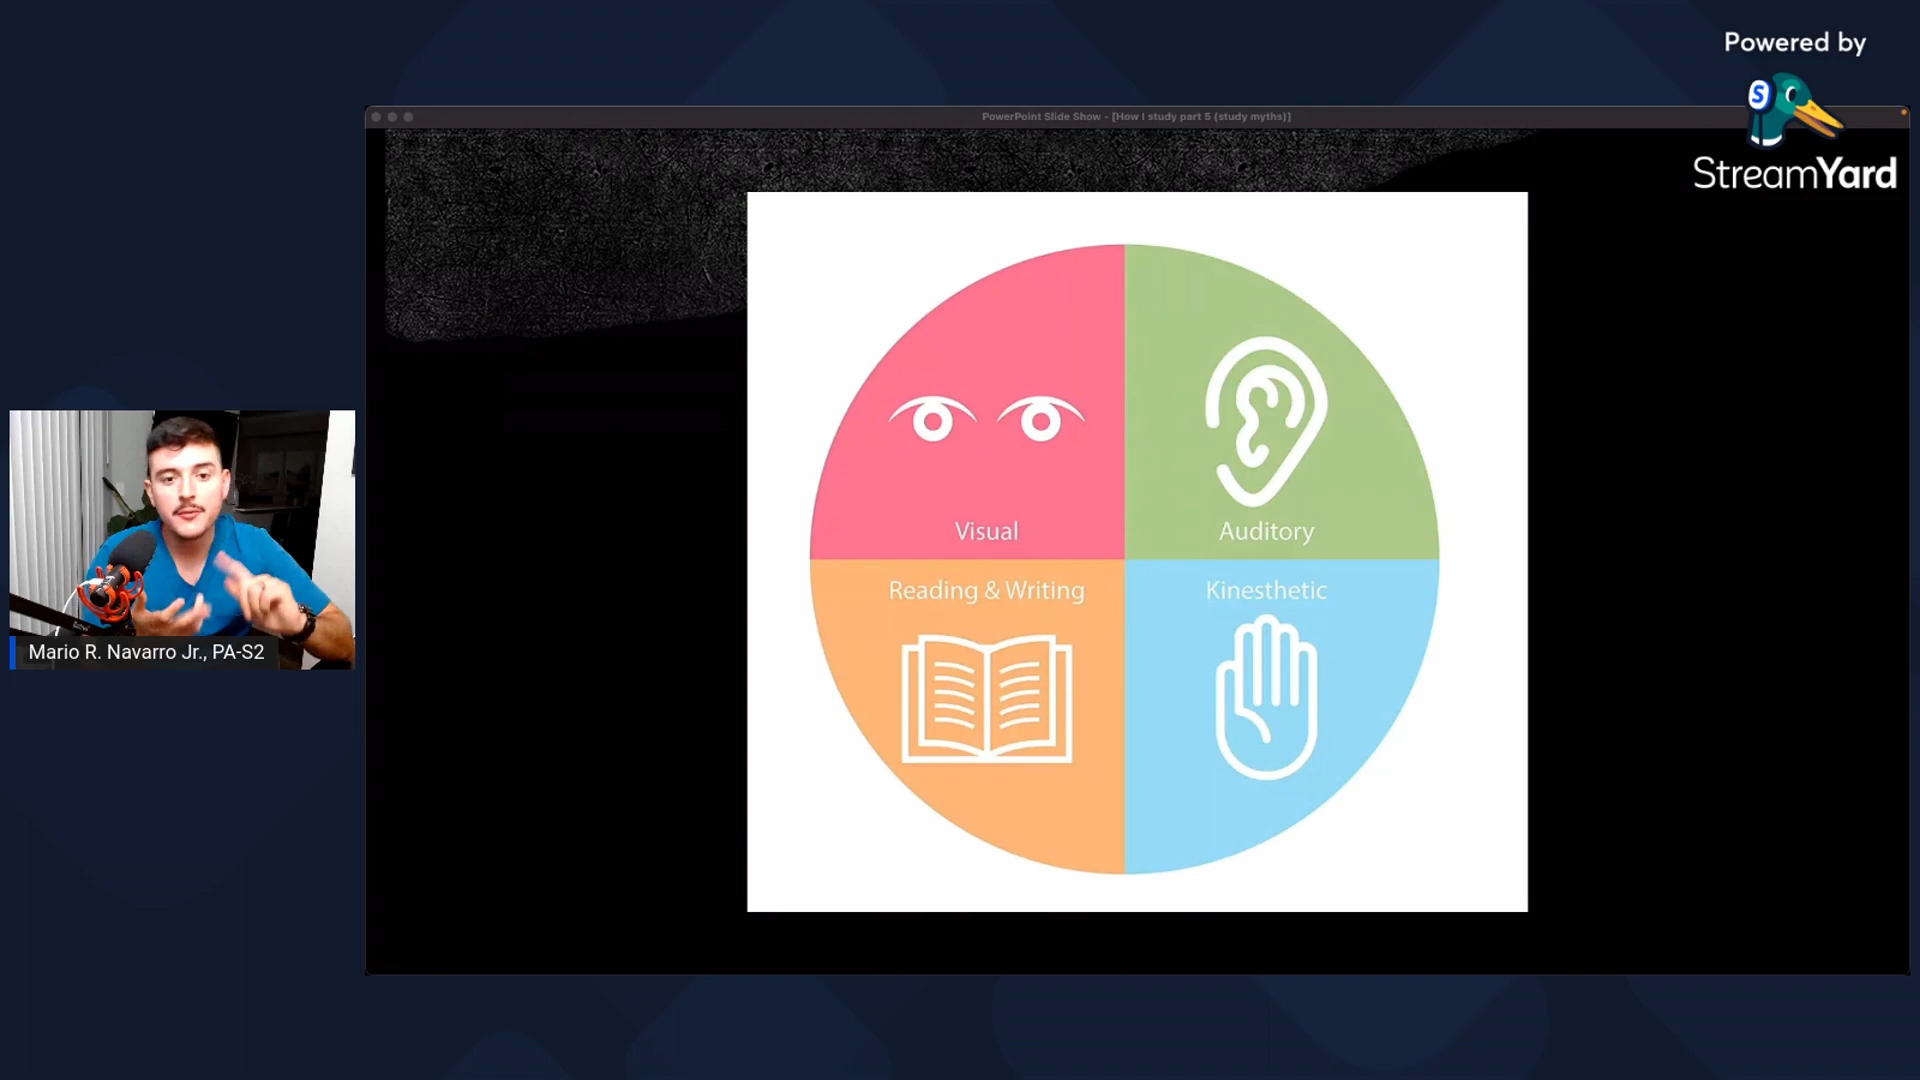 Powered by
S
StreamYard
PowerPoint Slide Show - [How I study part 5 (study myths)]
Visual
Auditory
Reading & Writing
Kinesthetic
Mario R. Navarro Jr., PA-S2